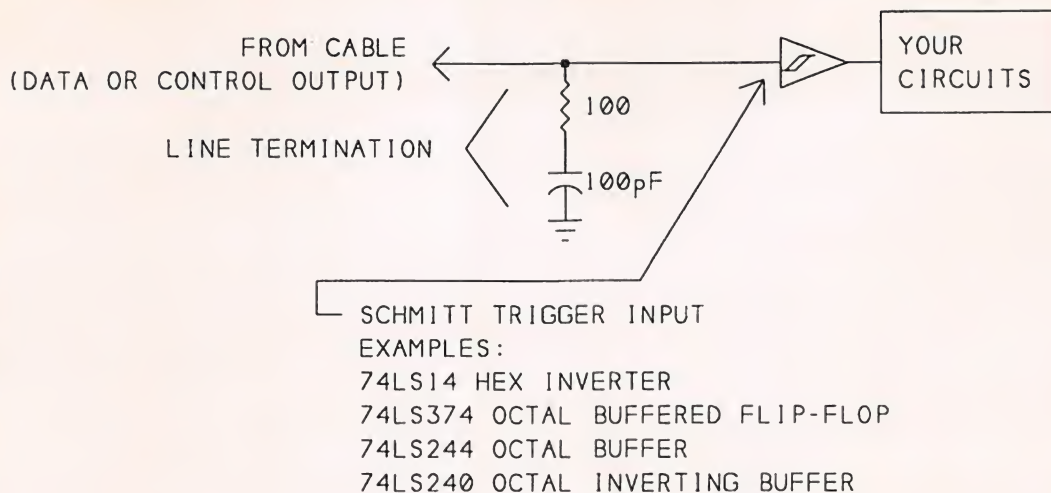 FROM CABLE
(DATA OR CONTROL OUTPUT)
YOUR
CIRCUITS
100
LINE TERMINATION
100pF
SCHMITT TRIGGER INPUT
EXAMPLES:
74LS14 HEX INVERTER
74LS374 OCTAL BUFFERED FLIP-FLOP
74LS244 OCTAL BUFFER
74LS240 OCTAL INVERTING BUFFER